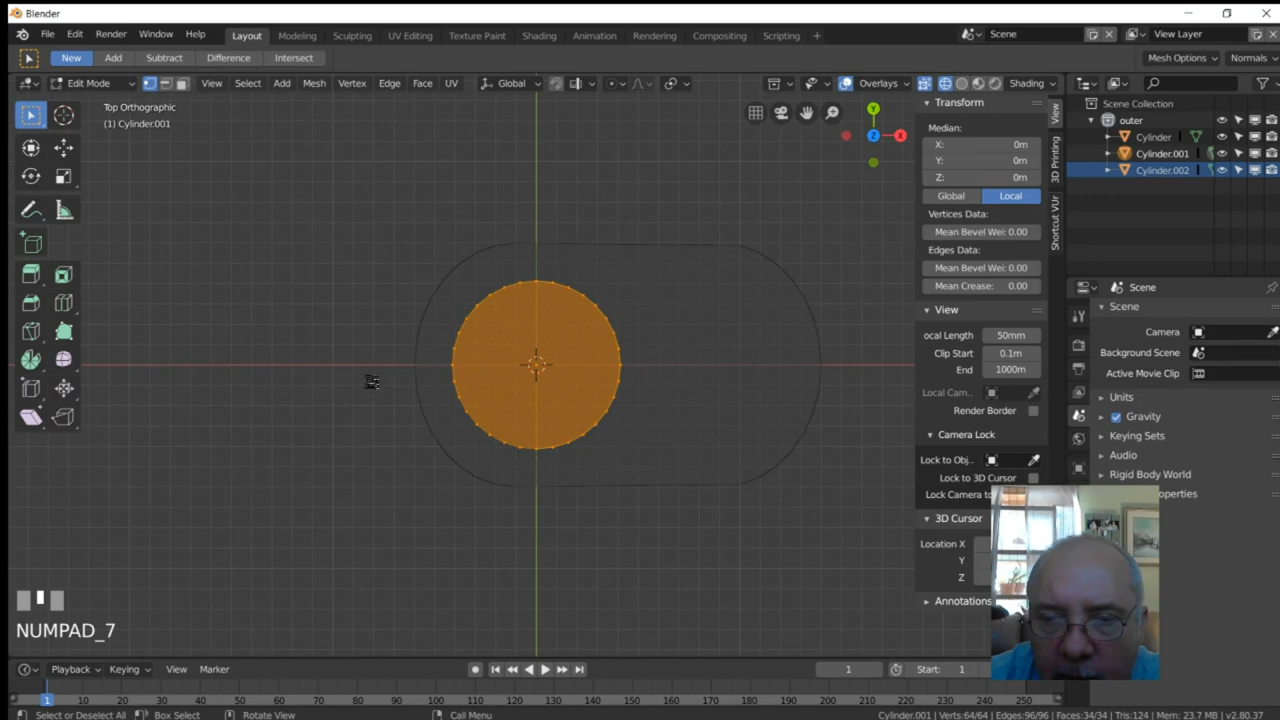 Blender
File Edit Render Window Help Layout Modeling Sculpting UV Editing Texture Paint Shading Animation Rendering Compositing Scripting + Scene View Layer
New Add Subtract Difference Intersect Mesh Options Normals
Edit Mode View Select Add Mesh Vertex Edge Face UV Global Overlays Shading
Top Orthographic
(1) Cylinder.001
Y
Z
X
Transform
Median:
X: 0m
Y: 0m
Z: 0m
Global Local
Vertices Data:
Mean Bevel Wei: 0.00
Edges Data:
Mean Bevel Wei: 0.00
Mean Crease: 0.00
View
ocal Length 50mm
Clip Start 0.1m
End 1000m
Local Cam..
Render Border
Camera Lock
Lock to Obj..
Lock to 3D Cursor
Lock Camera to
3D Cursor
Location X
Y
Z
Annotations
View
3D Printing
Shortcut VUr
Scene Collection
outer
Cylinder
Cylinder.001
Cylinder.002
Scene
Scene
Camera
Background Scene
Active Movie Clip
Units
Gravity
Keying Sets
Audio
Rigid Body World
operties
NUMPAD_7
Playback Keying View Marker 1 Start: 1
1 10 20 30 40 50 60 70 80 90 100 110 120 130 140 150 160 170 180 190 200 210 220 230 240 250
Select or Deselect All Box Select Rotate View Call Menu Cylinder.001 | Verts:64/64 | Edges:96/96 | Faces:34/34 | Tris:124 | Mem: 23.7 MB | v2.80.37